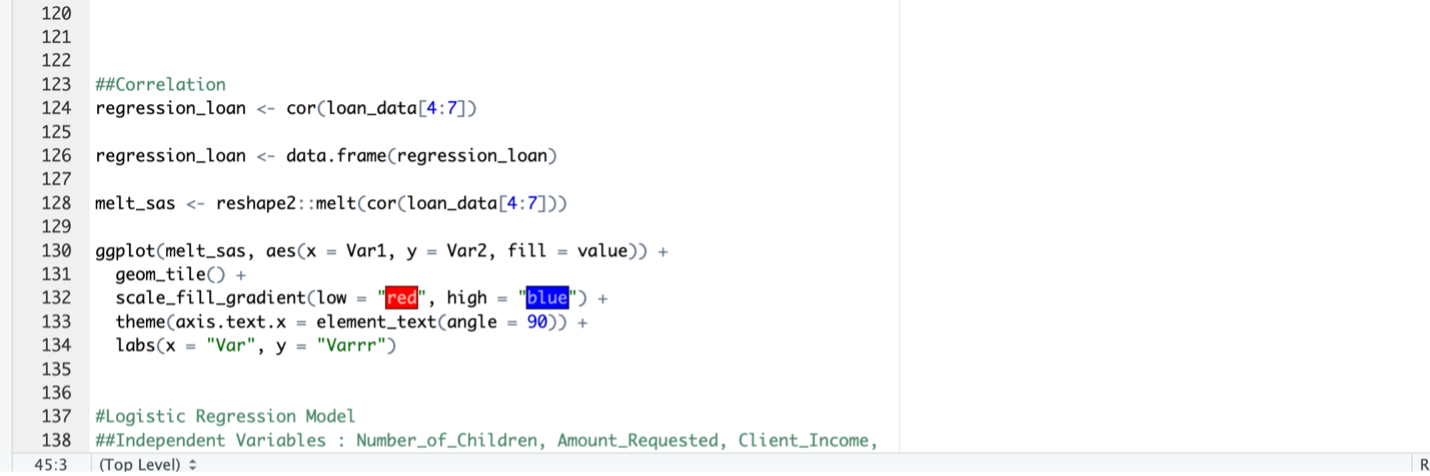 120
121
122
123 ##Correlation
124 regression_loan <- cor(loan_data[4:7])
125
126 regression_loan <- data.frame(regression_loan)
127
128 melt_sas <- reshape2::melt(cor(loan_data[4:7]))
129
130 ggplot(melt_sas, aes(x = Var1, y = Var2, fill = value)) +
131   geom_tile() +
132   scale_fill_gradient(low = "red", high = "blue") +
133   theme(axis.text.x = element_text(angle = 90)) +
134   labs(x = "Var", y = "Varrr")
135
136
137 #Logistic Regression Model
138 ##Independent Variables : Number_of_Children, Amount_Requested, Client_Income,
45:3 (Top Level) R